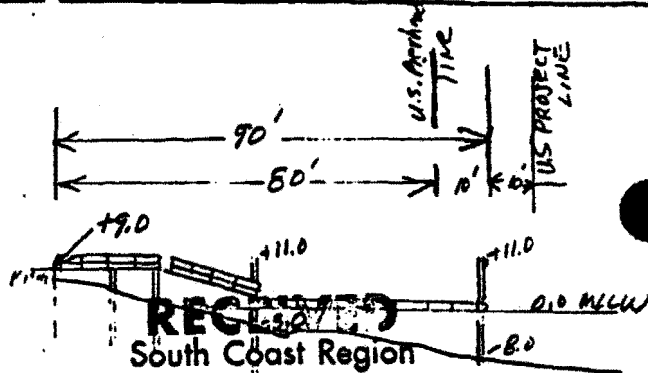 U.S. Pierhead
LINE
U.S PROJECT
LINE
90'
80'
10'
10'
+9.0
+11.0
+11.0
0.0 MLLW
RECEIVED
South Coast Region
-8.0